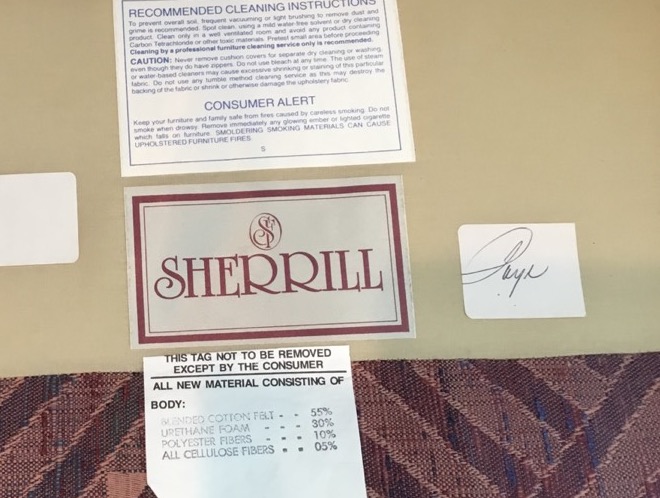 RECOMMENDED CLEANING INSTRUCTIONS
To prevent overall soil, frequent vacuuming or light brushing to remove dust and
grime is recommended. Spot clean, using a mild water-free solvent or dry cleaning
product. Clean only in a well ventilated room and avoid any product containing
Carbon Tetrachloride or other toxic materials. Pretest small area before proceeding.
Cleaning by a professional furniture cleaning service only is recommended.
CAUTION: Never remove cushion covers for separate dry cleaning or washing,
even though they do have zippers. Do not use bleach at any time. The use of steam
or water-based cleaners may cause excessive shrinking or staining of this particular
fabric. Do not use any tumble method cleaning service as this may destroy the
backing of the fabric or shrink or otherwise damage the upholstery fabric.
CONSUMER ALERT
Keep your furniture and family safe from fires caused by careless smoking. Do not
smoke when drowsy. Remove immediately any glowing ember or lighted cigarette
which falls on furniture. SMOLDERING SMOKING MATERIALS CAN CAUSE
UPHOLSTERED FURNITURE FIRES.
S
SHERRILL
THIS TAG NOT TO BE REMOVED
EXCEPT BY THE CONSUMER
ALL NEW MATERIAL CONSISTING OF
BODY:
BLENDED COTTON FELT - - 55%
URETHANE FOAM - - 30%
POLYESTER FIBERS - - 10%
ALL CELLULOSE FIBERS - - 05%